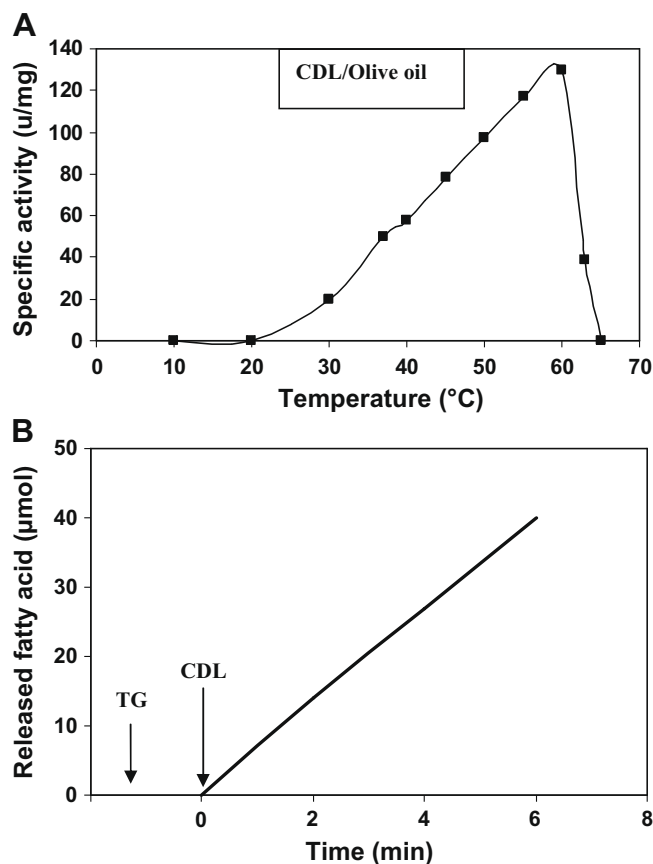 A
CDL/Olive oil
Specific activity (u/mg)
140
120
100
80
60
40
20
0
0 10 20 30 40 50 60 70
Temperature (°C)
B
Released fatty acid (µmol)
50
40
30
20
10
0
TG
CDL
0 2 4 6 8
Time (min)